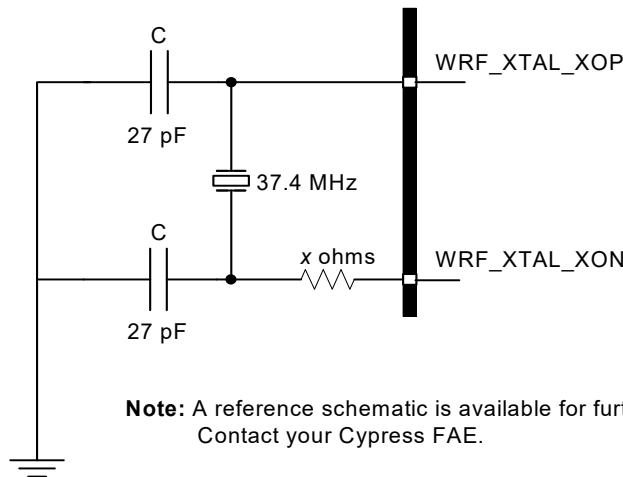 C
WRF_XTAL_XOP
27 pF
37.4 MHz
C
x ohms
WRF_XTAL_XON
27 pF
Note: A reference schematic is available for
Contact your Cypress FAE.